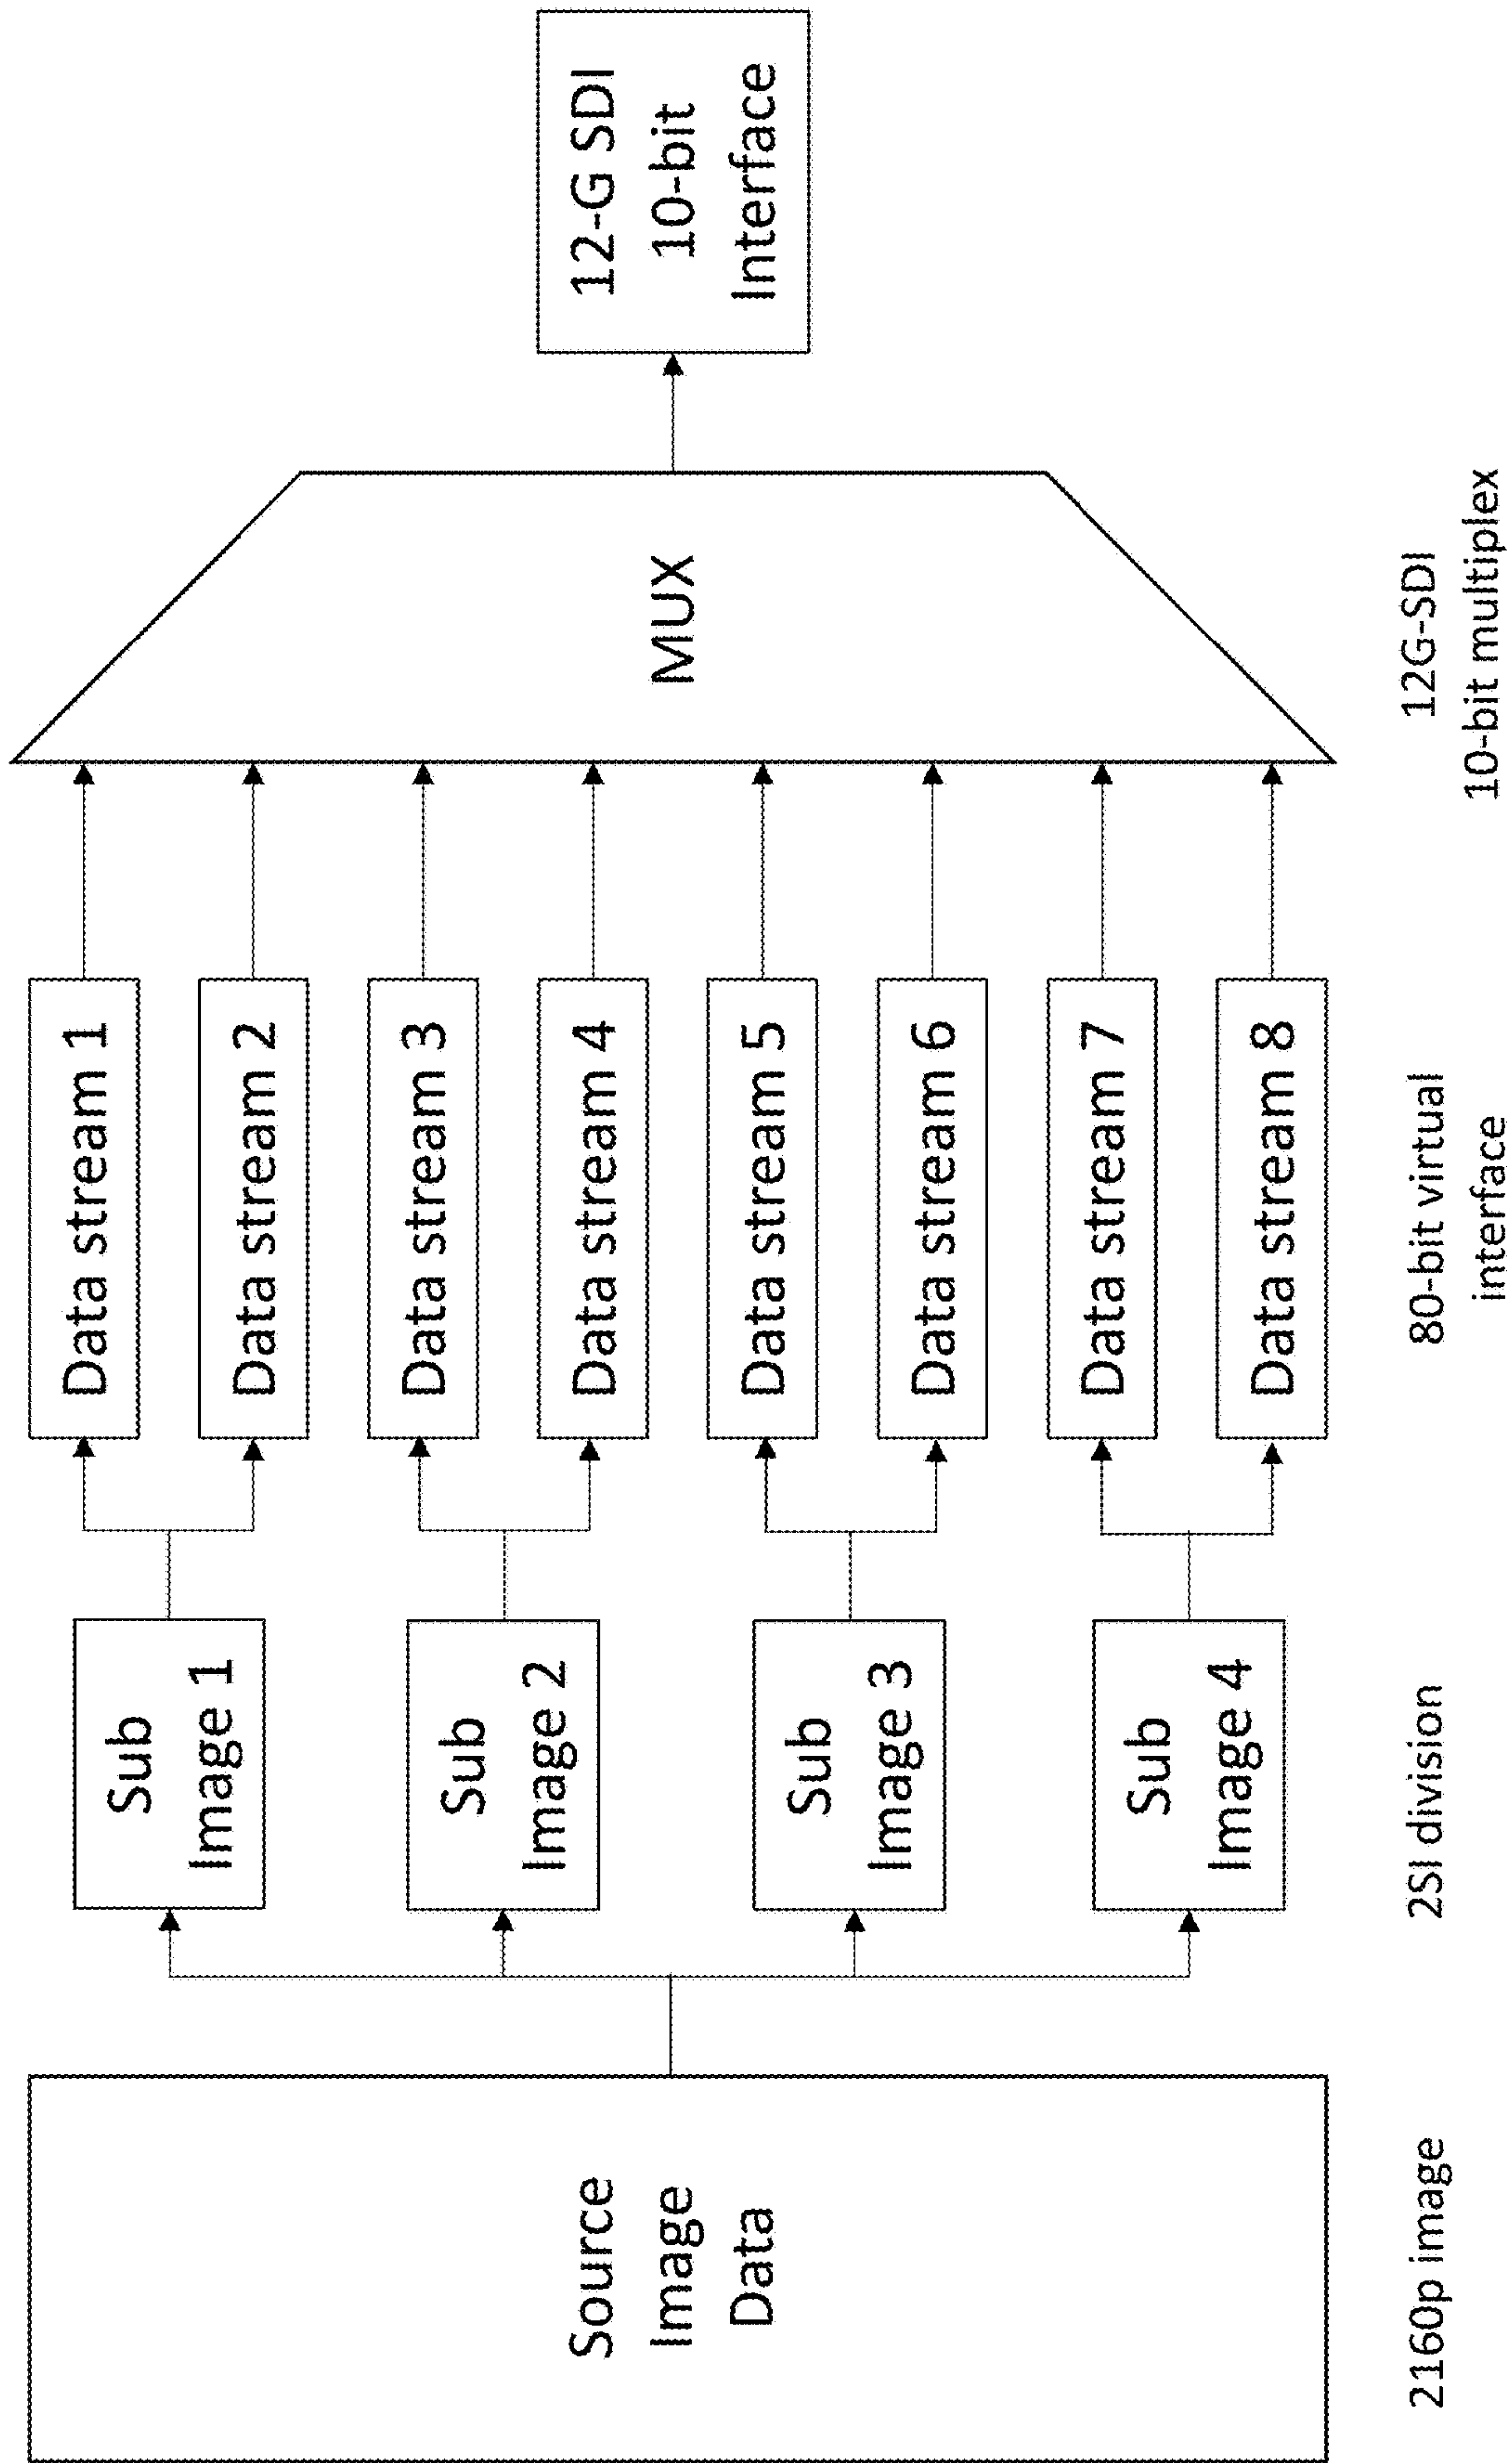 Source
Image
Data
Sub
Image 1
Sub
Image 2
Sub
Image 3
Sub
Image 4
Data stream 1
Data stream 2
Data stream 3
Data stream 4
Data stream 5
Data stream 6
Data stream 7
Data stream 8
MUX
12-G SDI
10-bit
Interface
2160p image
2SI division
80-bit virtual
interface
12G-SDI
10-bit multiplex